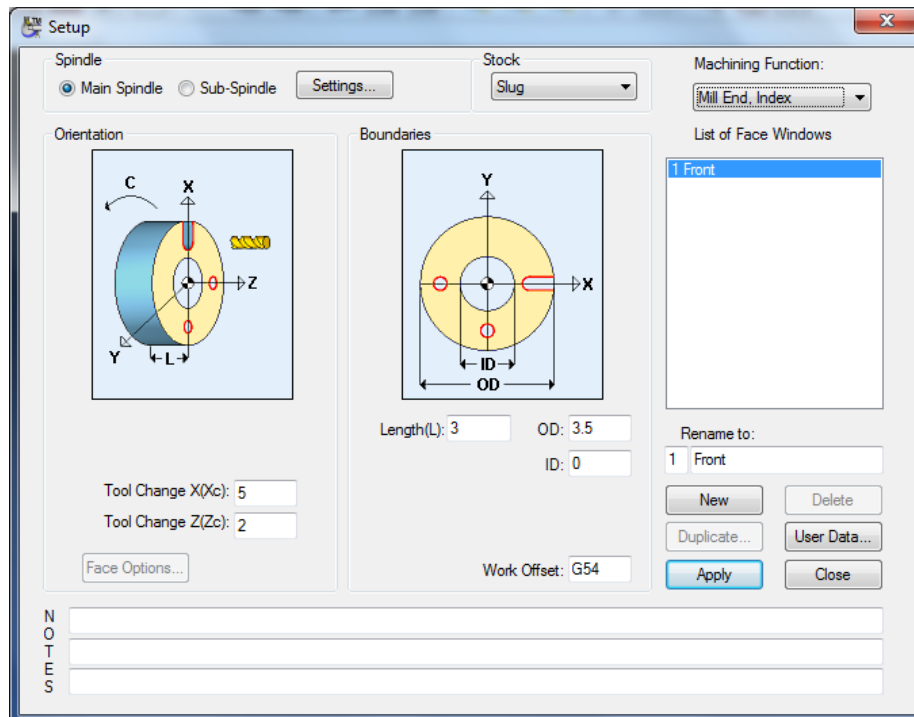 Setup
Spindle
Main Spindle
Sub-Spindle
Settings...
Stock
Slug
Machining Function:
Mill End, Index
Orientation
C
X
Z
Y
L
Tool Change X(Xc): 5
Tool Change Z(Zc): 2
Face Options...
Boundaries
Y
X
ID
OD
Length(L): 3
OD: 3.5
ID: 0
Work Offset: G54
List of Face Windows
1 Front
Rename to:
1 Front
New
Delete
Duplicate...
User Data...
Apply
Close
N
O
T
E
S